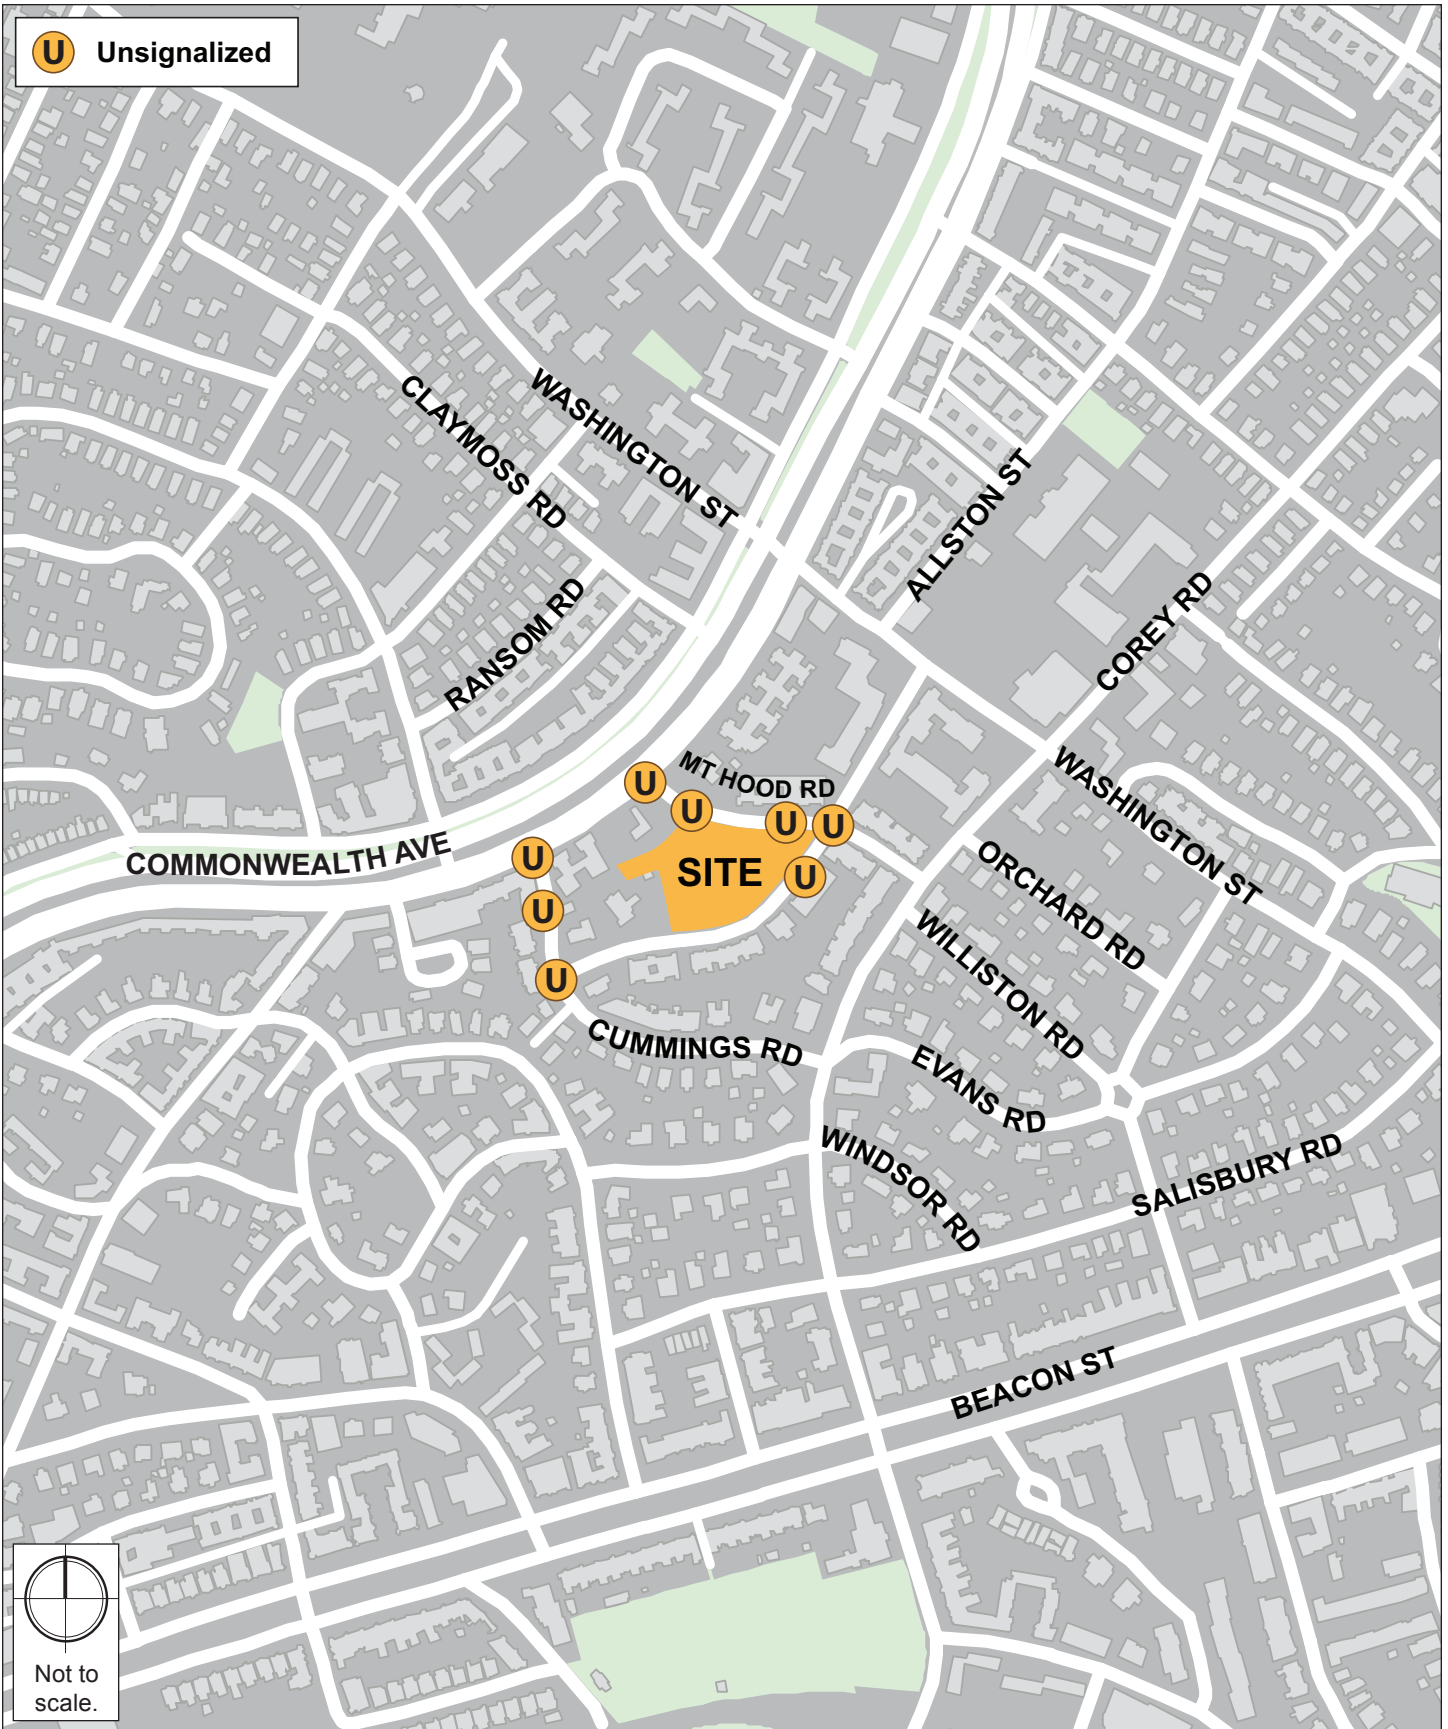 U Unsignalized
WASHINGTON ST
CLAYMOSS RD
ALLSTON ST
RANSOM RD
COREY RD
MT HOOD RD
U
U
U
U
WASHINGTON ST
COMMONWEALTH AVE
U
SITE
U
ORCHARD RD
U
WILLISTON RD
U
CUMMINGS RD
EVANS RD
WINDSOR RD
SALISBURY RD
BEACON ST
Not to
scale.